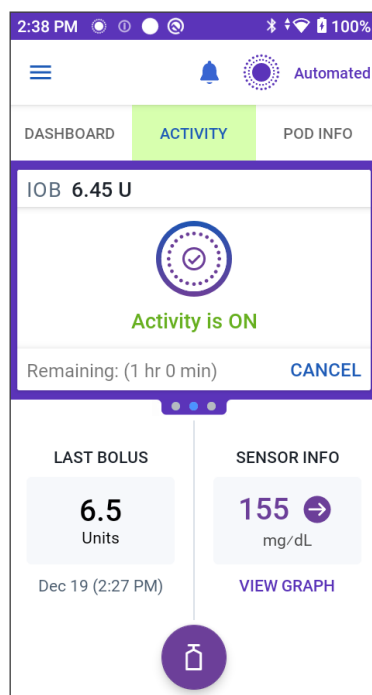 2:38 PM 100%
Automated
DASHBOARD ACTIVITY POD INFO
IOB 6.45 U
Activity is ON
Remaining: (1 hr 0 min) CANCEL
LAST BOLUS
6.5
Units
Dec 19 (2:27 PM)
SENSOR INFO
155
mg/dL
VIEW GRAPH